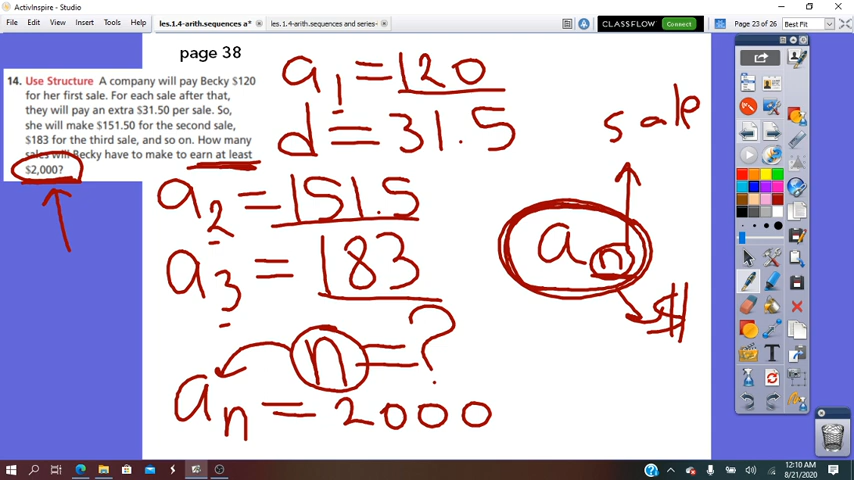 ActivInspire - Studio
File Edit View Insert Tools Help
les.1.4-arith.sequences a*
les.1.4-arith.sequences and series-
CLASSFLOW
Connect
Page 23 of 26
Best Fit
page 38
14. Use Structure A company will pay Becky $120
for her first sale. For each sale after that,
they will pay an extra $31.50 per sale. So,
she will make $151.50 for the second sale,
$183 for the third sale, and so on. How many
sales will Becky have to make to earn at least
$2,000?
a1 = 120
d = 31.5
a2 = 151.5
a3 = 183
n = ?
an = 2000
sale
an
$
12:10 AM
8/21/2020